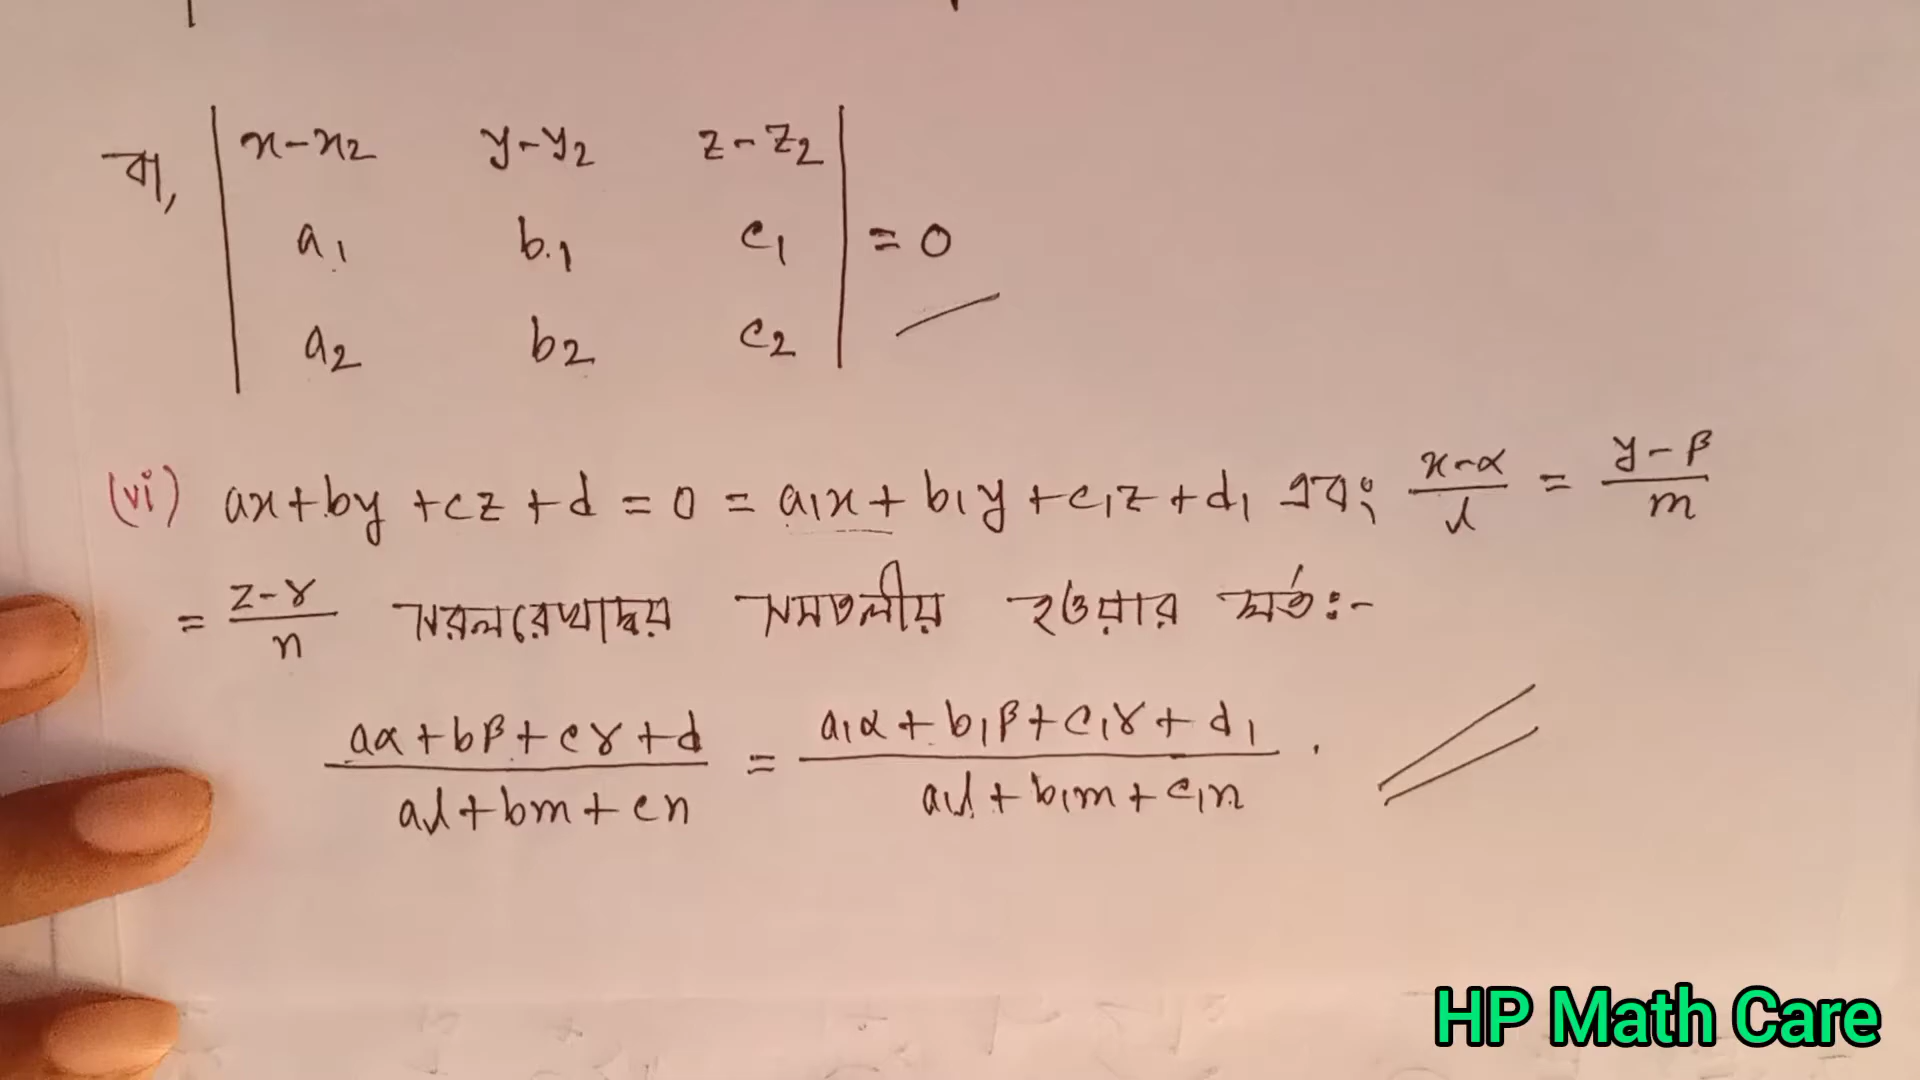 বা, | x-x₂ y-y₂ z-z₂ |
| a₁ b₁ c₁ | = 0
| a₂ b₂ c₂ |
(vi) ax+by+cz+d = 0 = a₁x+b₁y+c₁z+d₁ এবং (x-α)/l = (y-β)/m
= (z-γ)/n সরলরেখাদ্বয় সমতলীয় হওয়ার শর্ত:-
(aα+bβ+cγ+d)/(al+bm+cn) = (a₁α+b₁β+c₁γ+d₁)/(a₁l+b₁m+c₁n).
HP Math Care